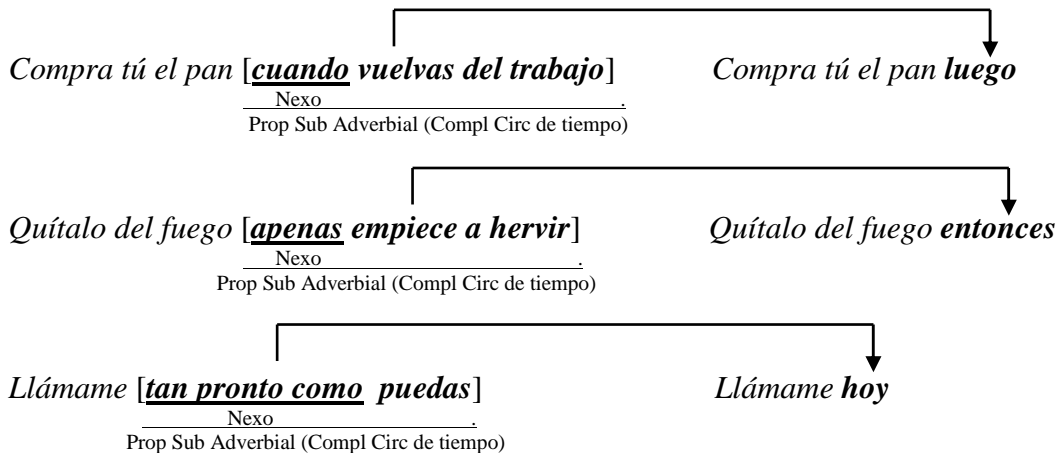 Compra tú el pan [cuando vuelvas del trabajo] Compra tú el pan luego
Nexo .
Prop Sub Adverbial (Compl Circ de tiempo)
Quítalo del fuego [apenas empiece a hervir] Quítalo del fuego entonces
Nexo .
Prop Sub Adverbial (Compl Circ de tiempo)
Llámame [tan pronto como puedas] Llámame hoy
Nexo .
Prop Sub Adverbial (Compl Circ de tiempo)